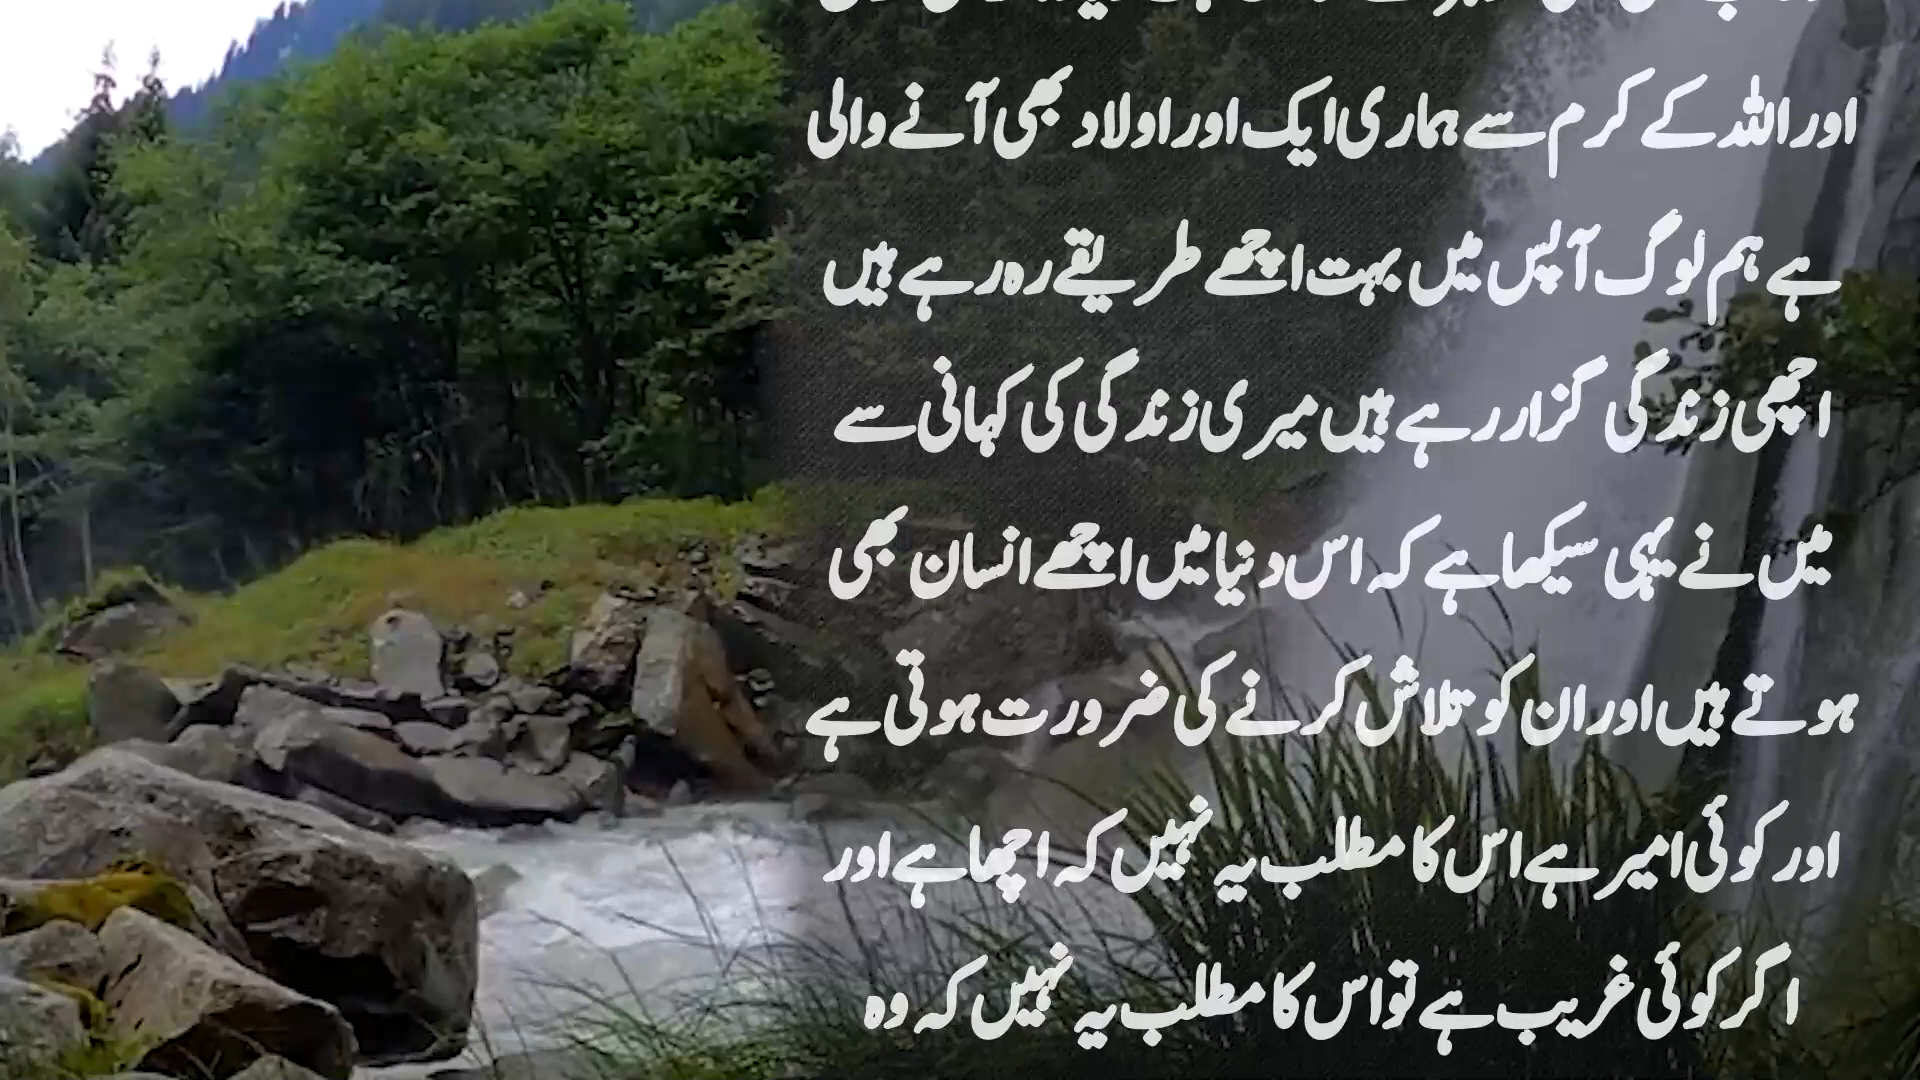 اور اللہ کے کرم سے ہماری ایک اور اولاد بھی آنے والی
ہے ہم لوگ آپس میں بہت اچھے طریقے رہ رہے ہیں
اچھی زندگی گزار رہے ہیں میری زندگی کی کہانی سے
میں نے یہی سیکھا ہے کہ اس دنیا میں اچھے انسان بھی
ہوتے ہیں اور ان کو تلاش کرنے کی ضرورت ہوتی ہے
اور کوئی امیر ہے اس کا مطلب یہ نہیں کہ اچھا ہے اور
اگر کوئی غریب ہے تو اس کا مطلب یہ نہیں کہ وہ